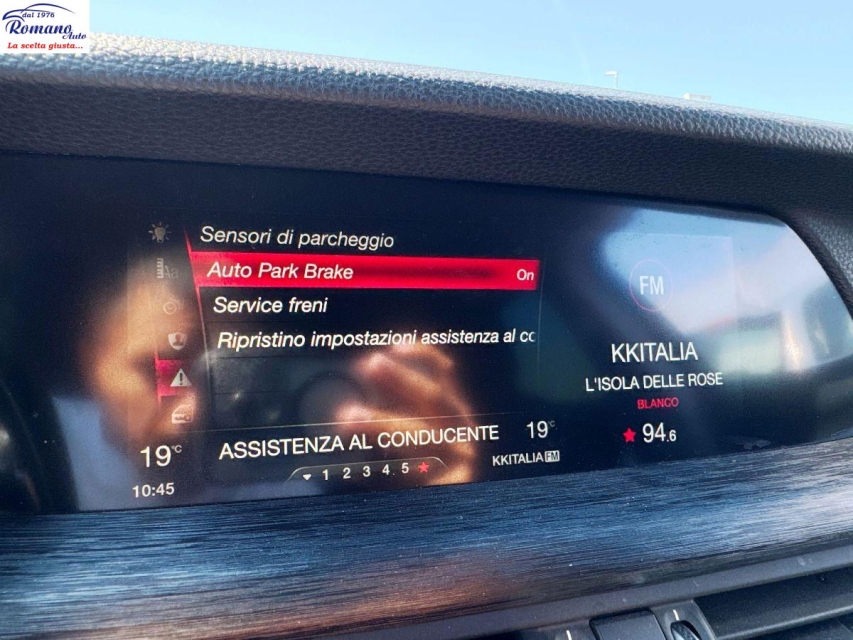 dal 1976
Romano Auto
La scelta giusta...
Sensori di parcheggio
Auto Park Brake On
Service freni
Ripristino impostazioni assistenza al co
ASSISTENZA AL CONDUCENTE
19°C
10:45
1 2 3 4 5 ★
19°
KKITALIA FM
FM
KKITALIA
L'ISOLA DELLE ROSE
BLANCO
★ 94.6